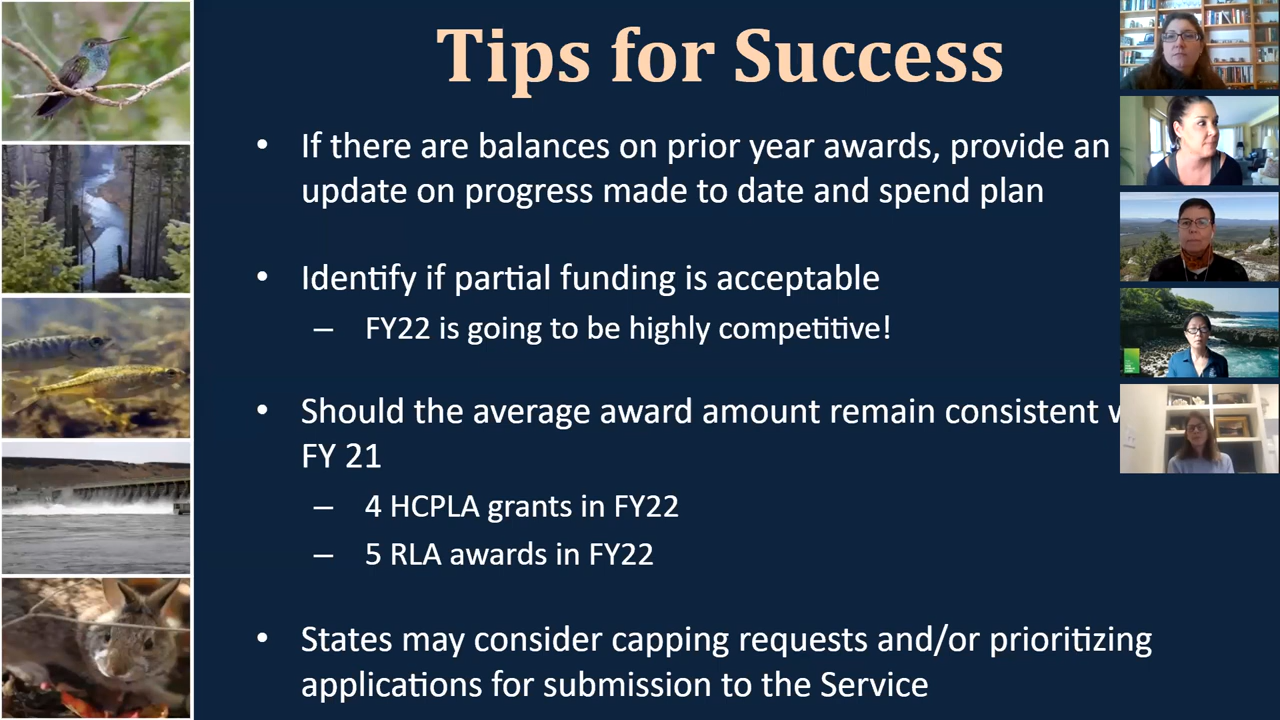 Tips for Success
• If there are balances on prior year awards, provide an
update on progress made to date and spend plan
• Identify if partial funding is acceptable
– FY22 is going to be highly competitive!
• Should the average award amount remain consistent
FY 21
– 4 HCPLA grants in FY22
– 5 RLA awards in FY22
• States may consider capping requests and/or prioritizing
applications for submission to the Service